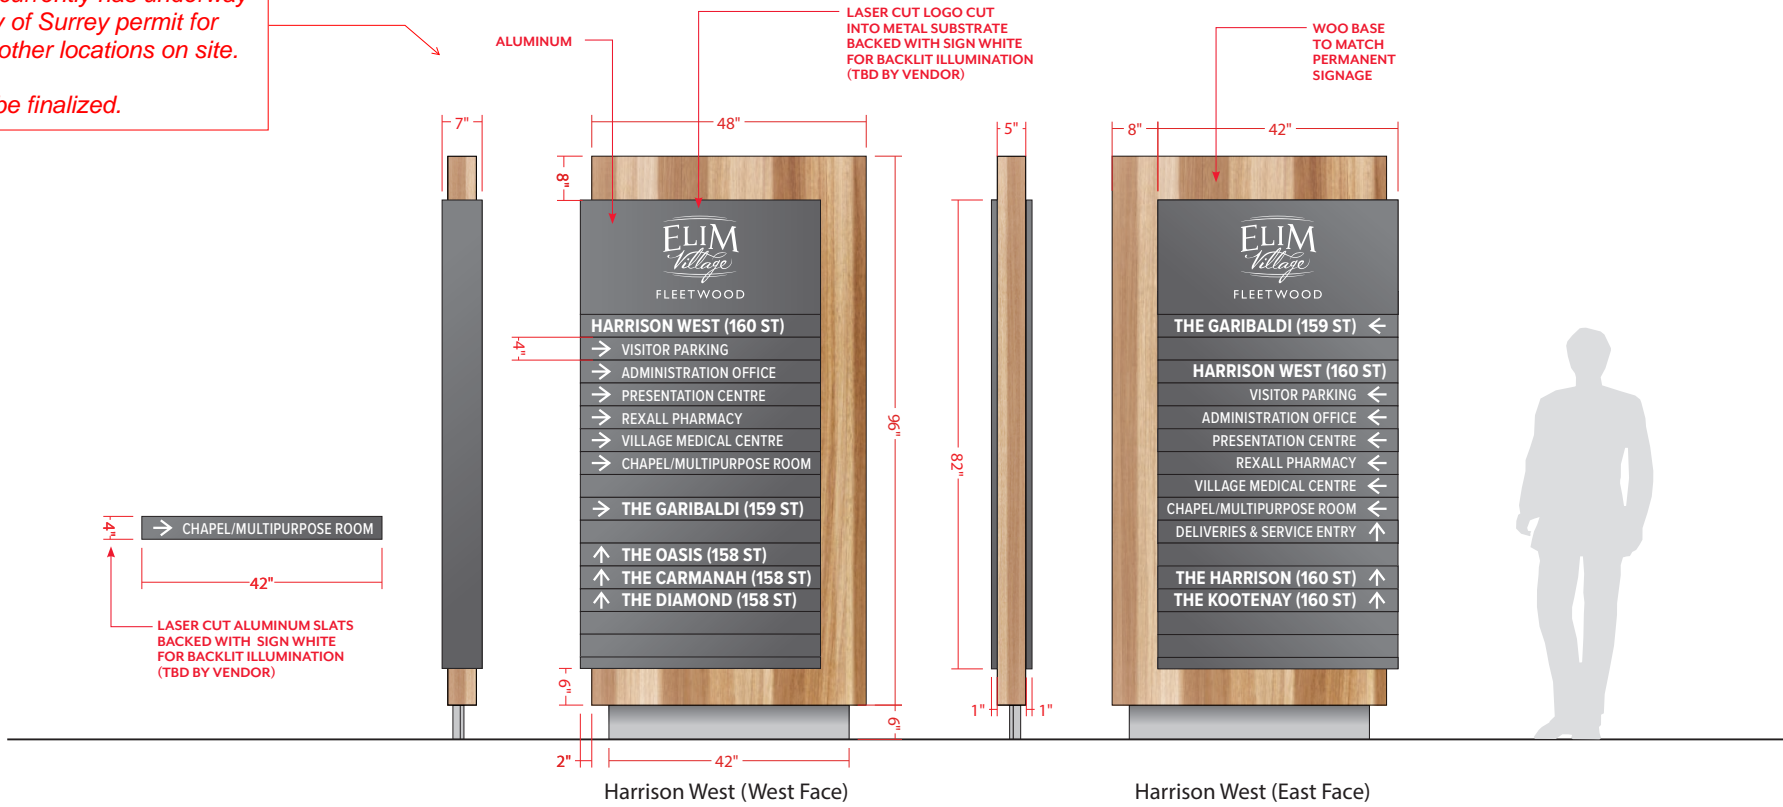 currently has underway
y of Surrey permit for
other locations on site.
be finalized.
ALUMINUM
LASER CUT LOGO CUT
INTO METAL SUBSTRATE
BACKED WITH SIGN WHITE
FOR BACKLIT ILLUMINATION
(TBD BY VENDOR)
WOO BASE
TO MATCH
PERMANENT
SIGNAGE
7"
48"
5"
8"
42"
8"
ELIM
Village
FLEETWOOD
HARRISON WEST (160 ST)
→ VISITOR PARKING
→ ADMINISTRATION OFFICE
→ PRESENTATION CENTRE
→ REXALL PHARMACY
→ VILLAGE MEDICAL CENTRE
→ CHAPEL/MULTIPURPOSE ROOM
→ THE GARIBALDI (159 ST)
↑ THE OASIS (158 ST)
↑ THE CARMANAH (158 ST)
↑ THE DIAMOND (158 ST)
4"
96"
82"
6"
6"
2"
42"
1"
1"
ELIM
Village
FLEETWOOD
THE GARIBALDI (159 ST) ←
HARRISON WEST (160 ST)
VISITOR PARKING ←
ADMINISTRATION OFFICE ←
PRESENTATION CENTRE ←
REXALL PHARMACY ←
VILLAGE MEDICAL CENTRE ←
CHAPEL/MULTIPURPOSE ROOM ←
DELIVERIES & SERVICE ENTRY ↑
THE HARRISON (160 ST) ↑
THE KOOTENAY (160 ST) ↑
4"
→ CHAPEL/MULTIPURPOSE ROOM
42"
LASER CUT ALUMINUM SLATS
BACKED WITH SIGN WHITE
FOR BACKLIT ILLUMINATION
(TBD BY VENDOR)
Harrison West (West Face)
Harrison West (East Face)